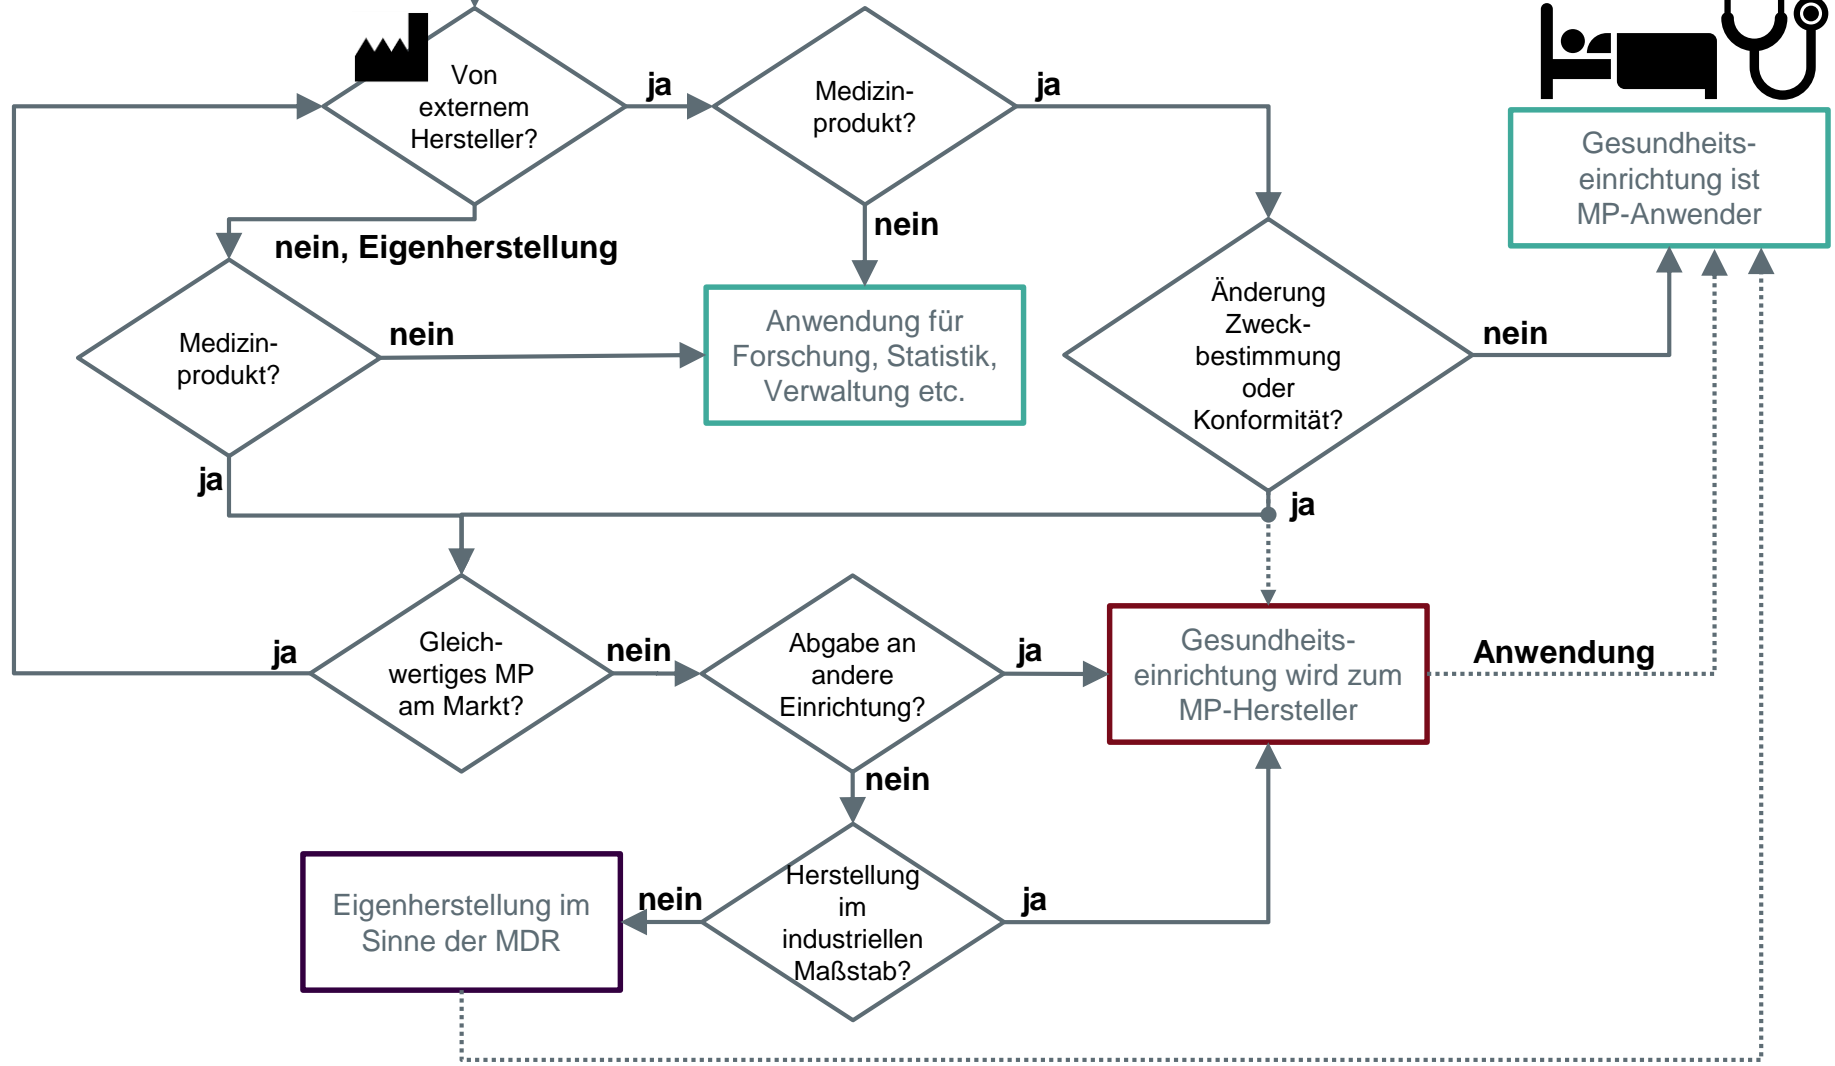 Von
externem
Hersteller?
ja
Medizin-
produkt?
ja
Gesundheits-
einrichtung ist
MP-Anwender
nein, Eigenherstellung
nein
Medizin-
produkt?
nein
Anwendung für
Forschung, Statistik,
Verwaltung etc.
Änderung
Zweck-
bestimmung
oder
Konformität?
nein
ja
ja
Gleich-
wertiges MP
am Markt?
ja
nein
Abgabe an
andere
Einrichtung?
ja
Gesundheits-
einrichtung wird zum
MP-Hersteller
Anwendung
nein
Herstellung
im
industriellen
Maßstab?
nein
ja
Eigenherstellung im
Sinne der MDR